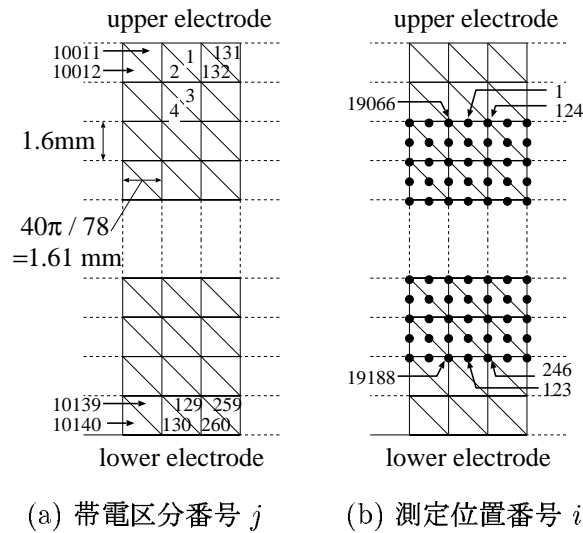 upper electrode
10011
10012
1
131
2
132
3
4
1.6mm
40π / 78
=1.61 mm
10139
10140
129
259
130
260
lower electrode
(a) 帯電区分番号 j
upper electrode
19066
1
124
19188
246
123
lower electrode
(b) 測定位置番号 i